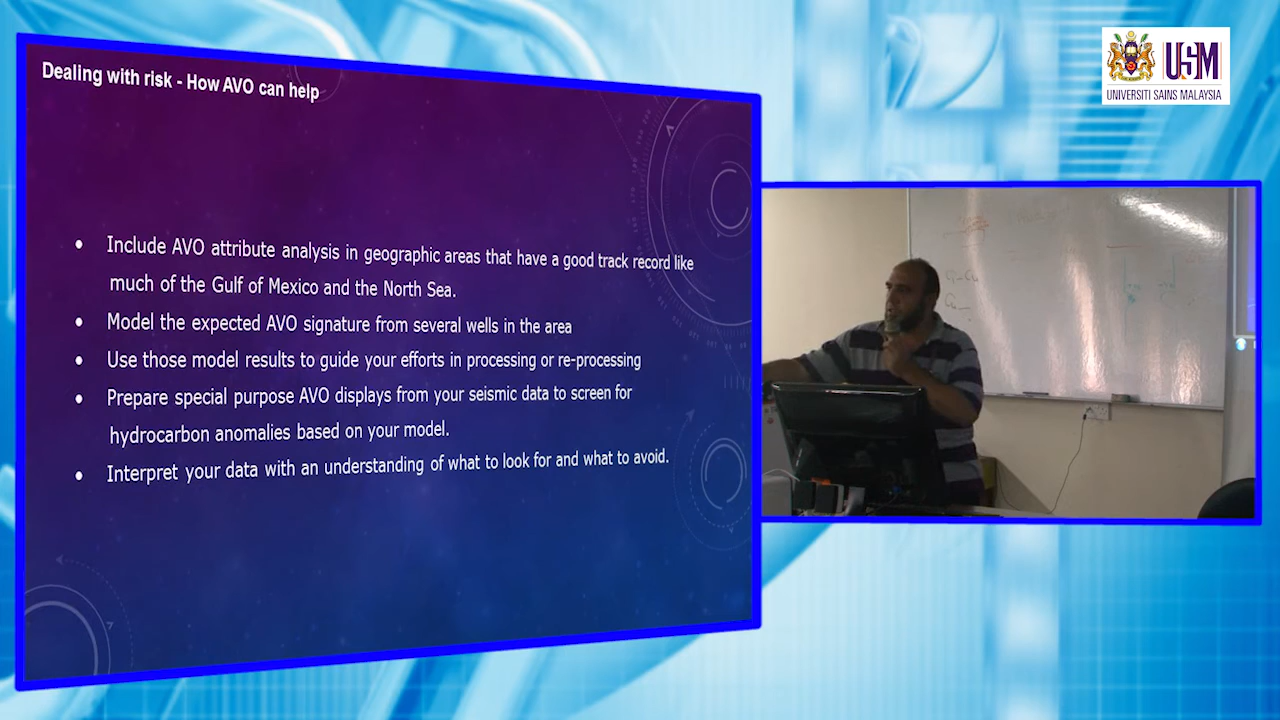 Dealing with risk - How AVO can help
• Include AVO attribute analysis in geographic areas that have a good track record like
much of the Gulf of Mexico and the North Sea.
• Model the expected AVO signature from several wells in the area
• Use those model results to guide your efforts in processing or re-processing
• Prepare special purpose AVO displays from your seismic data to screen for
hydrocarbon anomalies based on your model.
• Interpret your data with an understanding of what to look for and what to avoid.
USM
UNIVERSITI SAINS MALAYSIA